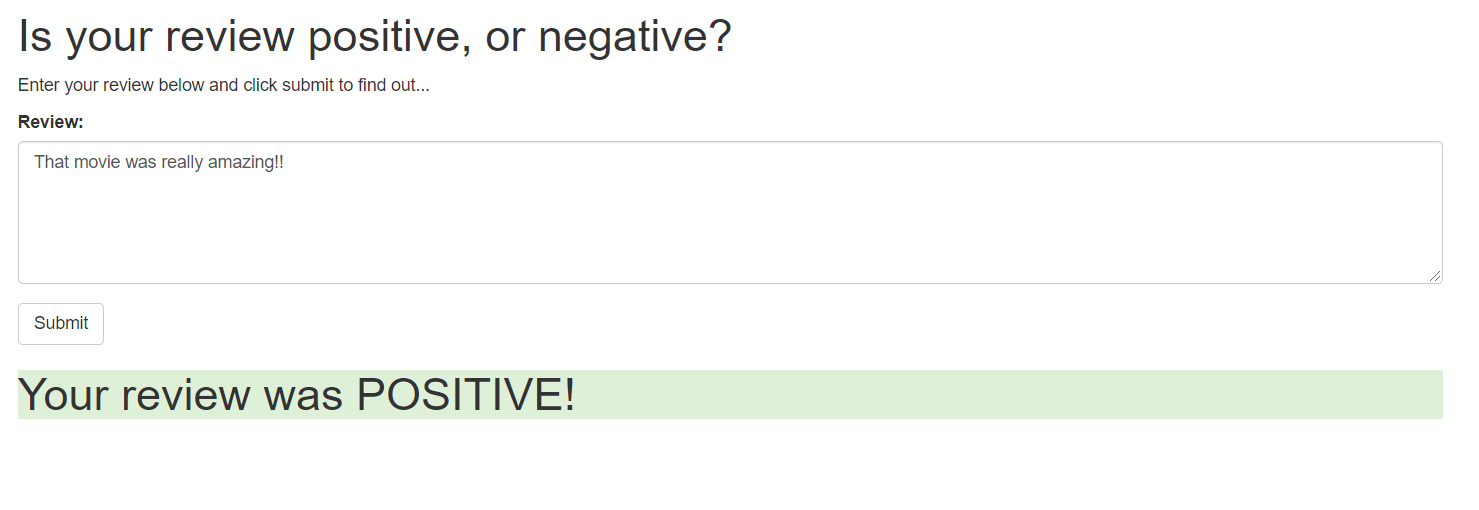 Is your review positive, or negative?
Enter your review below and click submit to find out...
Review:
That movie was really amazing!!
Submit
Your review was POSITIVE!